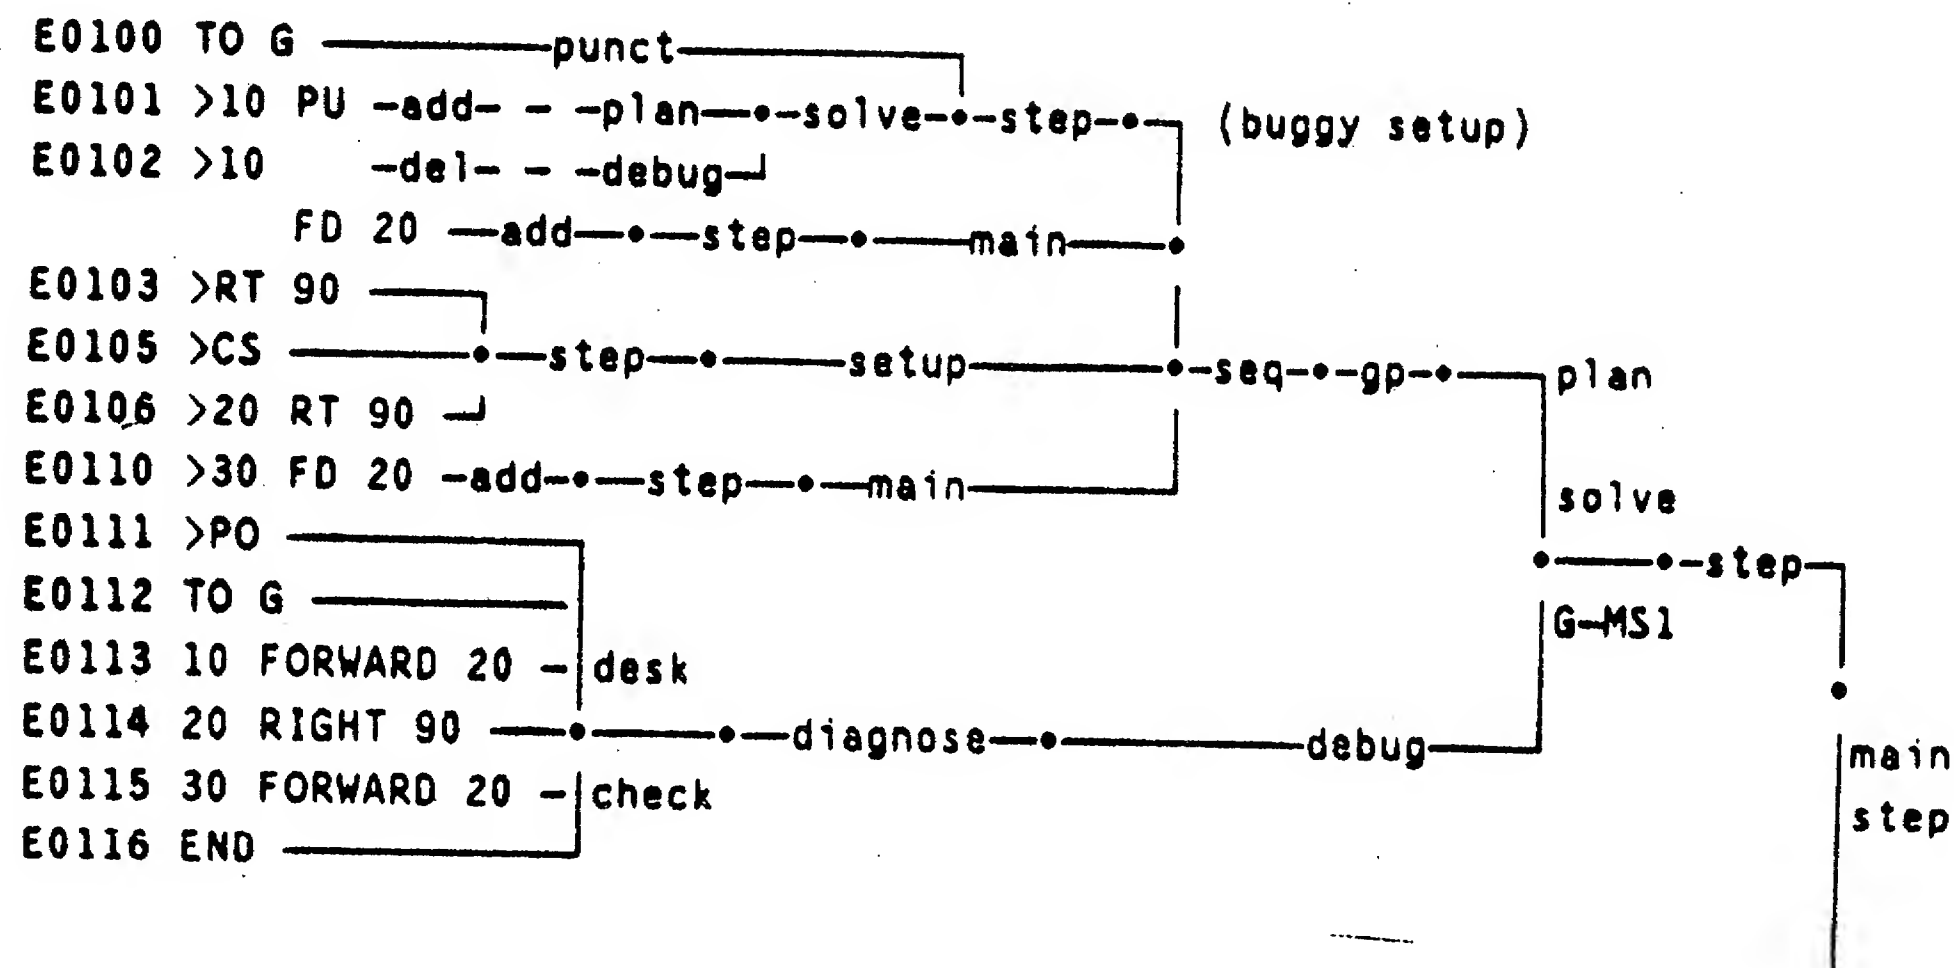 E0100 TO G punct
E0101 >10 PU -add- - -plan—•-solve-•-step-•- (buggy setup)
E0102 >10 -del- - -debug-
FD 20 —add—•—step—•—main—•
E0103 >RT 90
E0105 >CS —•—step—•—setup—•-seq-•-gp-•— plan
E0106 >20 RT 90
E0110 >30 FD 20 -add-•—step—•—main—
solve
E0111 >PO
•—•-step—
E0112 TO G
G-MS1
E0113 10 FORWARD 20 - desk
E0114 20 RIGHT 90 —•—•—diagnose—•—debug—
main
E0115 30 FORWARD 20 - check
step
E0116 END